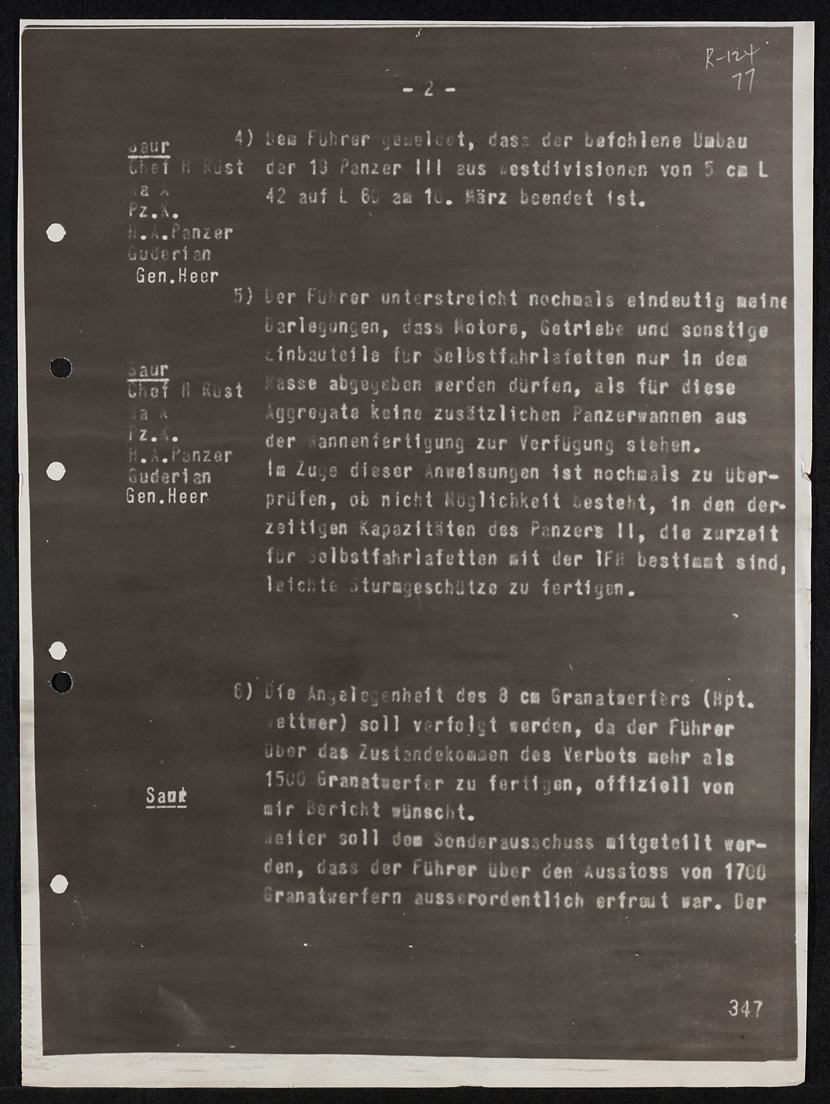 R-124
77
- 2 -
Saur
Chef H Rüst
Wa A
Pz.K.
H.A.Panzer
Guderian
Gen.Heer
4) Dem Führer gemeldet, dass der befohlene Umbau
der 19 Panzer III aus Westdivisionen von 5 cm L
42 auf L 60 am 10. März beendet ist.
Saur
Chef H Rüst
Wa A
Pz.K.
H.A.Panzer
Guderian
Gen.Heer
5) Der Führer unterstreicht nochmals eindeutig meine
Darlegungen, dass Motore, Getriebe und sonstige
Einbauteile für Selbstfahrlafetten nur in dem
Masse abgegeben werden dürfen, als für diese
Aggregate keine zusätzlichen Panzerwannen aus
der Wannenfertigung zur Verfügung stehen.
Im Zuge dieser Anweisungen ist nochmals zu über-
prüfen, ob nicht Möglichkeit besteht, in den der-
zeitigen Kapazitäten des Panzers II, die zurzeit
für Selbstfahrlafetten mit der lFH bestimmt sind,
leichte Sturmgeschütze zu fertigen.
Saur
6) Die Angelegenheit des 8 cm Granatwerfers (Hpt.
Wettwer) soll verfolgt werden, da der Führer
über das Zustandekommen des Verbots mehr als
1500 Granatwerfer zu fertigen, offiziell von
mir Bericht wünscht.
Weiter soll dem Sonderausschuss mitgeteilt wer-
den, dass der Führer über den Ausstoss von 1700
Granatwerfern ausserordentlich erfreut war. Der
347